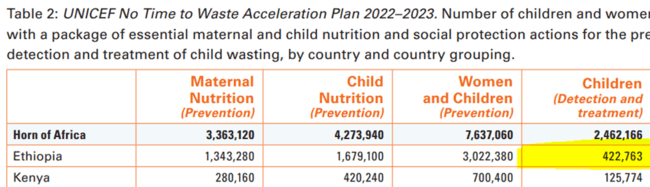 Table 2: UNICEF No Time to Waste Acceleration Plan 2022–2023. Number of children and women
with a package of essential maternal and child nutrition and social protection actions for the
detection and treatment of child wasting, by country and country grouping.
Maternal Nutrition (Prevention) Child Nutrition (Prevention) Women and Children (Prevention) Children (Detection and treatment)
Horn of Africa 3,363,120 4,273,940 7,637,060 2,462,166
Ethiopia 1,343,280 1,679,100 3,022,380 422,763
Kenya 280,160 420,240 700,400 125,774